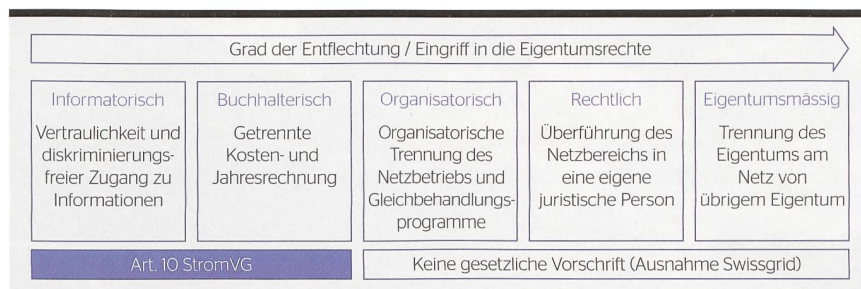 Grad der Entflechtung / Eingriff in die Eigentumsrechte
Informatorisch
Vertraulichkeit und
diskriminierungs-
freier Zugang zu
Informationen
Buchhalterisch
Getrennte
Kosten- und
Jahresrechnung
Organisatorisch
Organisatorische
Trennung des
Netzbetriebs und
Gleichbehandlungs-
programme
Rechtlich
Überführung des
Netzbereichs in
eine eigene
juristische Person
Eigentumsmässig
Trennung des
Eigentums am
Netz von
übrigem Eigentum
Art. 10 StromVG
Keine gesetzliche Vorschrift (Ausnahme Swissgrid)